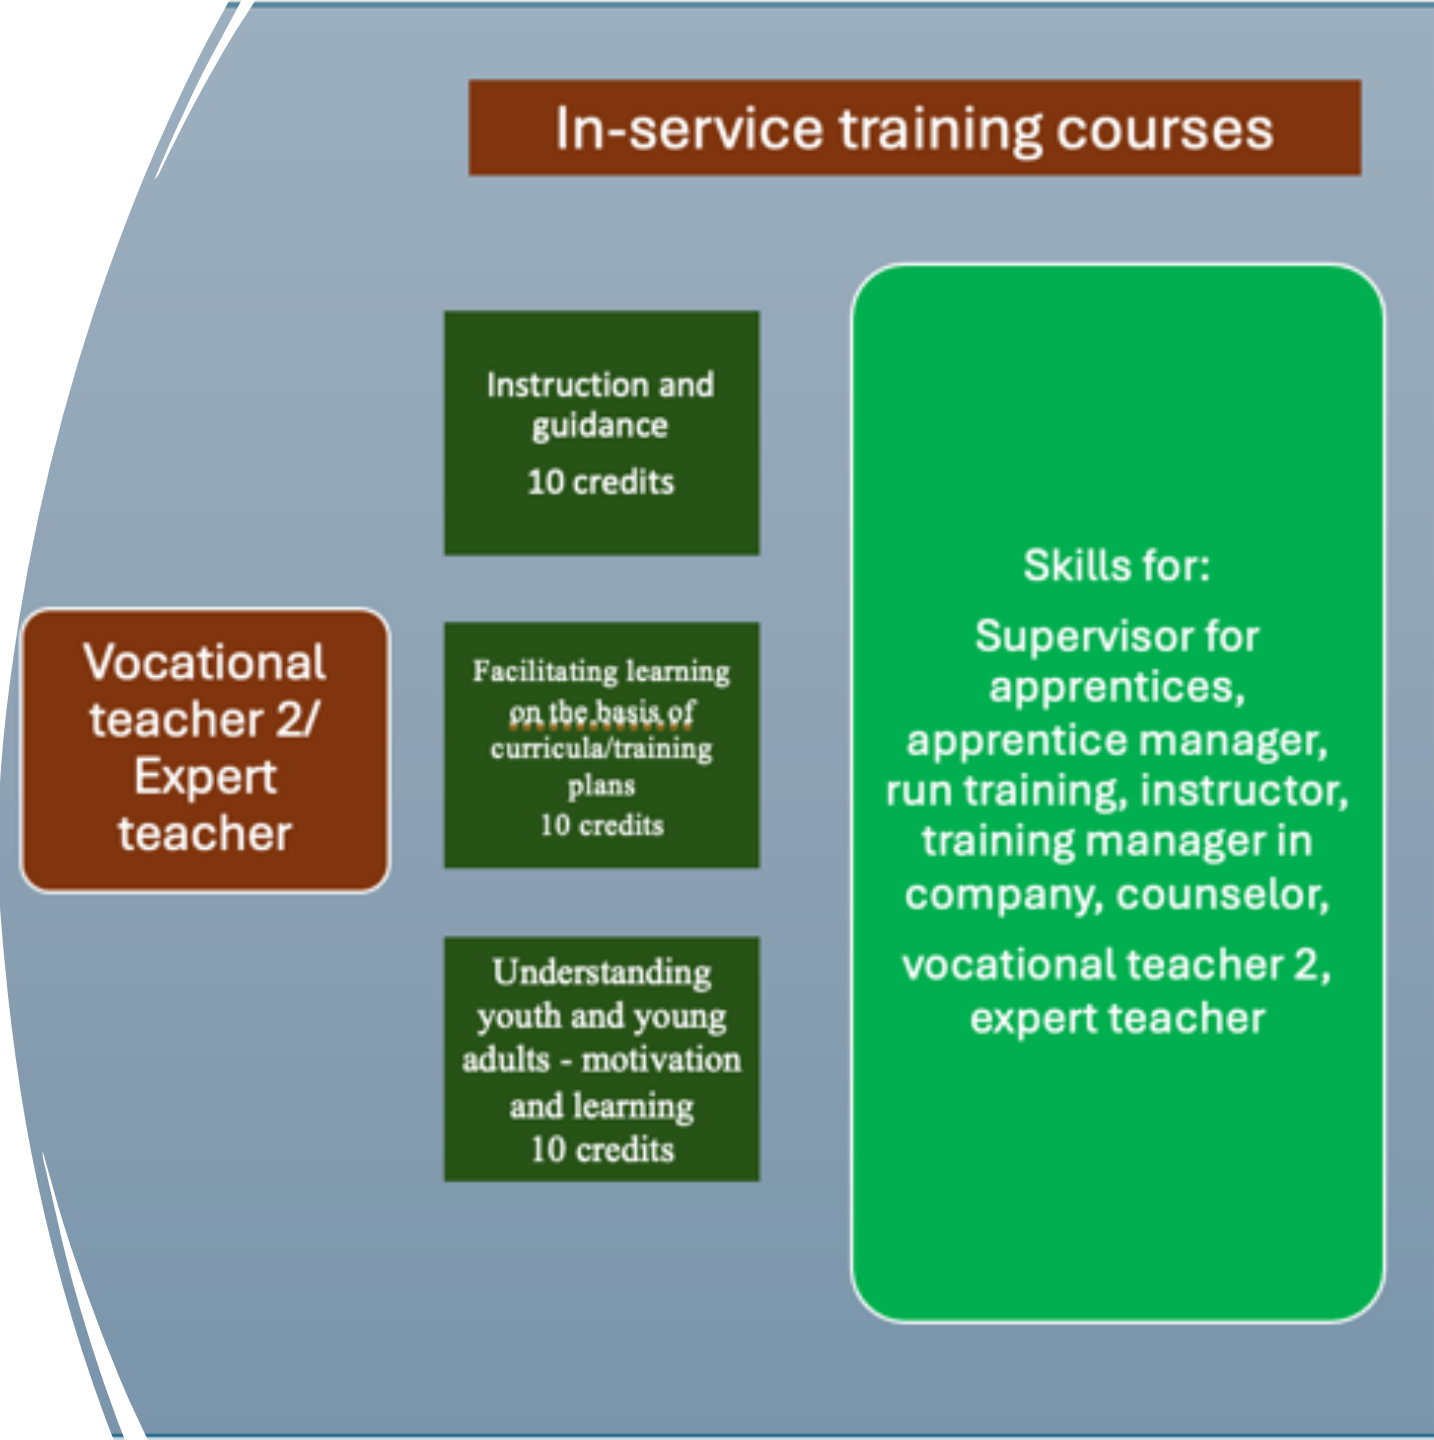 In-service training courses
Instruction and
guidance
10 credits
Vocational
teacher 2/
Expert
teacher
Facilitating learning
on the basis of
curricula/training
plans
10 credits
Understanding
youth and young
adults - motivation
and learning
10 credits
Skills for:
Supervisor for
apprentices,
apprentice manager,
run training, instructor,
training manager in
company, counselor,
vocational teacher 2,
expert teacher